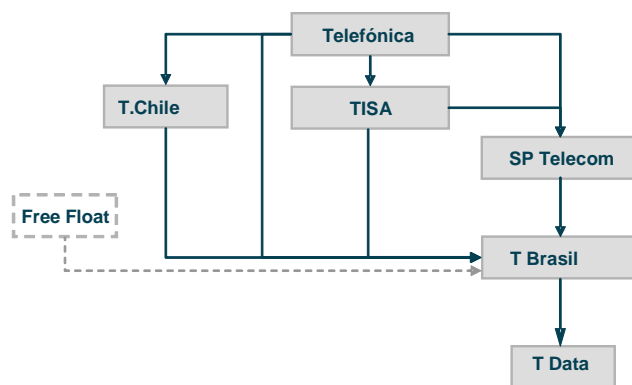 Telefónica
T.Chile
TISA
SP Telecom
Free Float
T Brasil
T Data